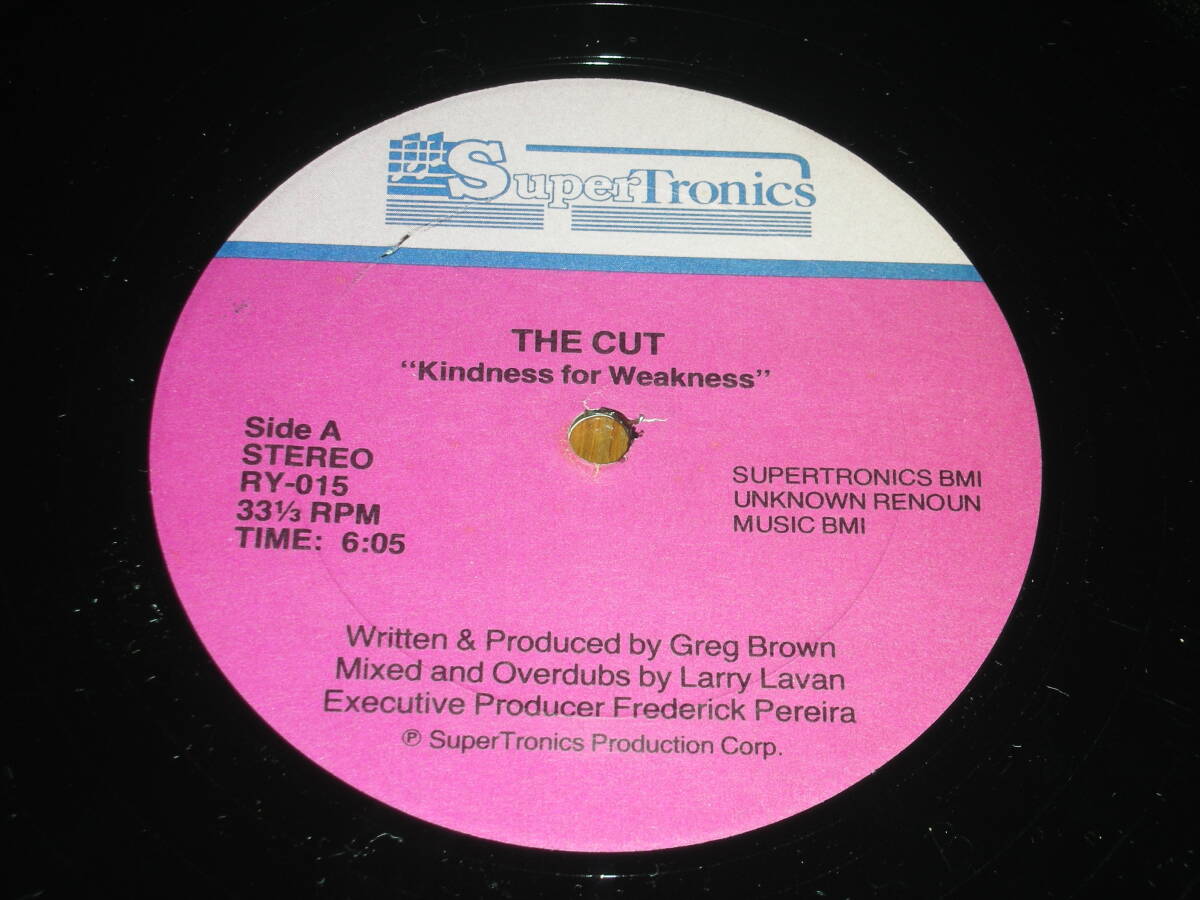 SuperTronics
THE CUT
“Kindness for Weakness”
Side A
STEREO
RY-015
33⅓ RPM
TIME: 6:05
SUPERTRONICS BMI
UNKNOWN RENOUN
MUSIC BMI
Written & Produced by Greg Brown
Mixed and Overdubs by Larry Lavan
Executive Producer Frederick Pereira
℗ SuperTronics Production Corp.